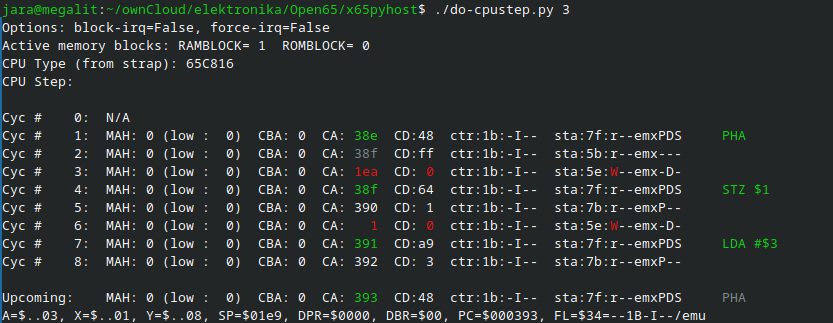 jara@megalit:~/ownCloud/elektronika/Open65/x65pyhost$ ./do-cpustep.py 3
Options: block-irq=False, force-irq=False
Active memory blocks: RAMBLOCK= 1  ROMBLOCK= 0
CPU Type (from strap): 65C816
CPU Step:
Cyc #    0:  N/A
Cyc #    1:  MAH: 0 (low :  0)  CBA: 0  CA: 38e  CD:48  ctr:1b:-I--  sta:7f:r--emxPDS     PHA
Cyc #    2:  MAH: 0 (low :  0)  CBA: 0  CA: 38f  CD:ff  ctr:1b:-I--  sta:5b:r--emx---
Cyc #    3:  MAH: 0 (low :  0)  CBA: 0  CA: 1ea  CD: 0  ctr:1b:-I--  sta:5e:W--emx-D-
Cyc #    4:  MAH: 0 (low :  0)  CBA: 0  CA: 38f  CD:64  ctr:1b:-I--  sta:7f:r--emxPDS     STZ $1
Cyc #    5:  MAH: 0 (low :  0)  CBA: 0  CA: 390  CD: 1  ctr:1b:-I--  sta:7b:r--emxP--
Cyc #    6:  MAH: 0 (low :  0)  CBA: 0  CA:   1  CD: 0  ctr:1b:-I--  sta:5e:W--emx-D-
Cyc #    7:  MAH: 0 (low :  0)  CBA: 0  CA: 391  CD:a9  ctr:1b:-I--  sta:7f:r--emxPDS     LDA #$3
Cyc #    8:  MAH: 0 (low :  0)  CBA: 0  CA: 392  CD: 3  ctr:1b:-I--  sta:7b:r--emxP--
Upcoming:    MAH: 0 (low :  0)  CBA: 0  CA: 393  CD:48  ctr:1b:-I--  sta:7f:r--emxPDS     PHA
A=$..03, X=$..01, Y=$..08, SP=$01e9, DPR=$0000, DBR=$00, PC=$000393, FL=$34=--1B-I--/emu